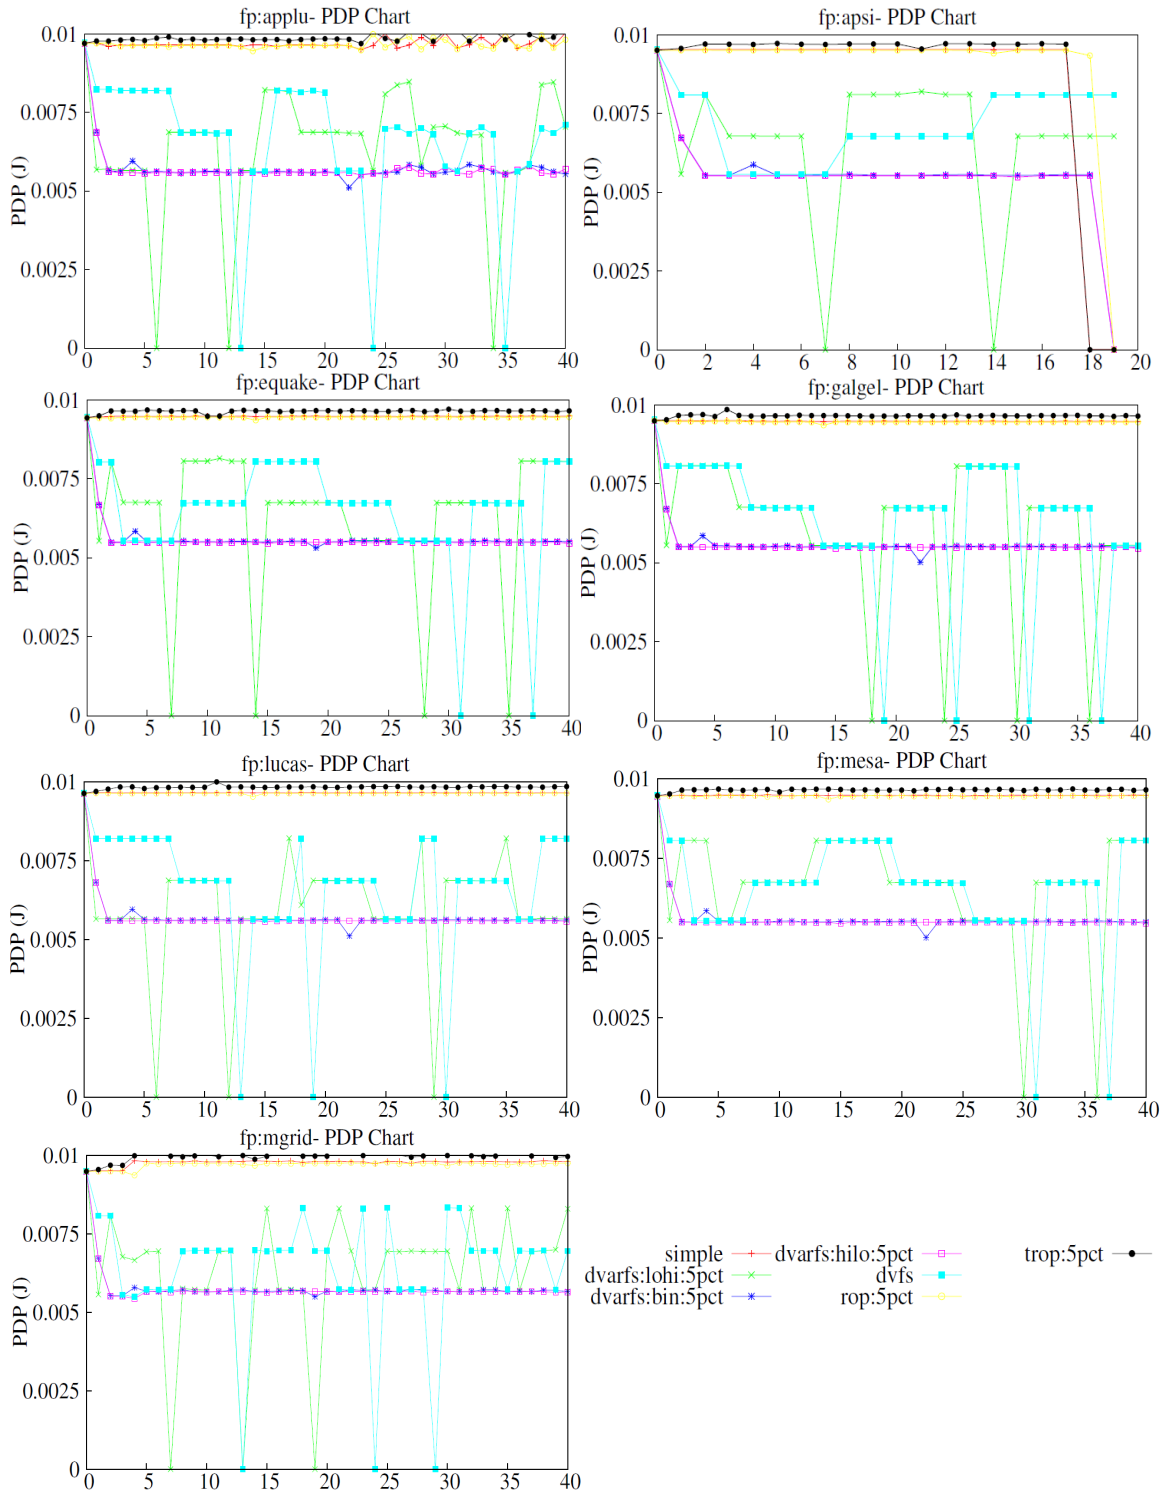 fp:applu- PDP Chart
PDP (J)
0.01
0.0075
0.005
0.0025
0
0 5 10 15 20 25 30 35 40
fp:apsi- PDP Chart
PDP (J)
0.01
0.0075
0.005
0.0025
0
0 2 4 6 8 10 12 14 16 18 20
fp:equake- PDP Chart
PDP (J)
0.01
0.0075
0.005
0.0025
0
0 5 10 15 20 25 30 35 40
fp:galgel- PDP Chart
PDP (J)
0.01
0.0075
0.005
0.0025
0
0 5 10 15 20 25 30 35 40
fp:lucas- PDP Chart
PDP (J)
0.01
0.0075
0.005
0.0025
0
0 5 10 15 20 25 30 35 40
fp:mesa- PDP Chart
PDP (J)
0.01
0.0075
0.005
0.0025
0
0 5 10 15 20 25 30 35 40
fp:mgrid- PDP Chart
PDP (J)
0.01
0.0075
0.005
0.0025
0
0 5 10 15 20 25 30 35 40
simple dvarfs:hilo:5pct trop:5pct
dvarfs:lohi:5pct dvfs
dvarfs:bin:5pct rop:5pct